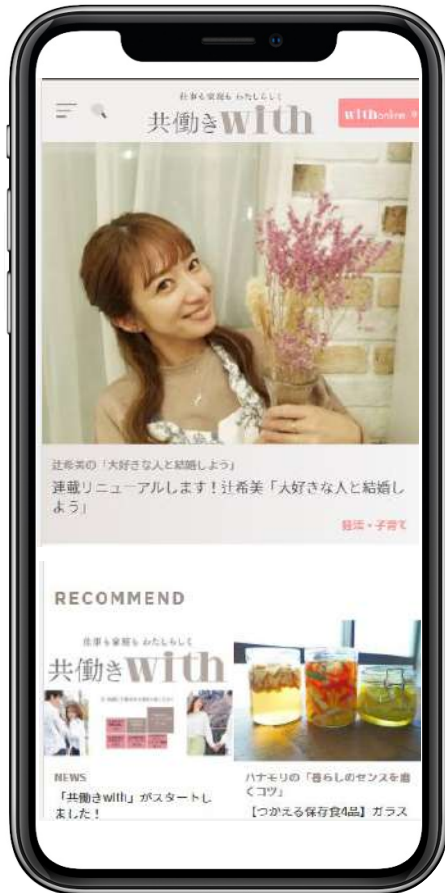 仕事も家庭も わたしらしく
共働きwith
withonline
辻希美の「大好きな人と結婚しよう」
連載リニューアルします！辻希美「大好きな人と結婚し
よう」
妊活・子育て
RECOMMEND
仕事も家庭も わたしらしく
共働きwith
NEWS
「共働きwith」がスタートし
ました！
ハナモリの「暮らしのセンスを磨
くコツ」
【つかえる保存食4品】ガラス